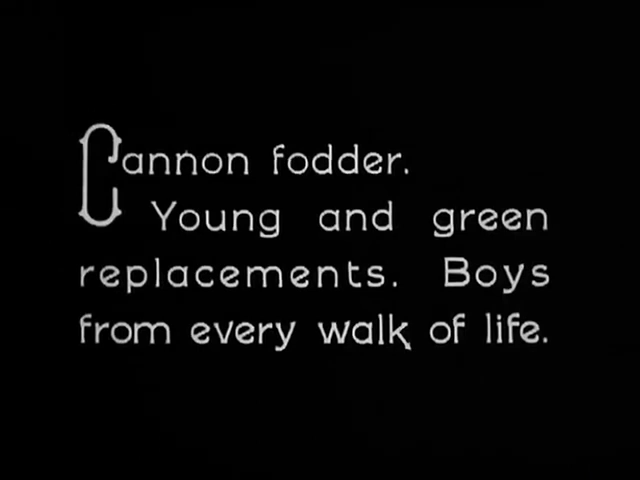 Cannon fodder.
Young and green
replacements. Boys
from every walk of life.